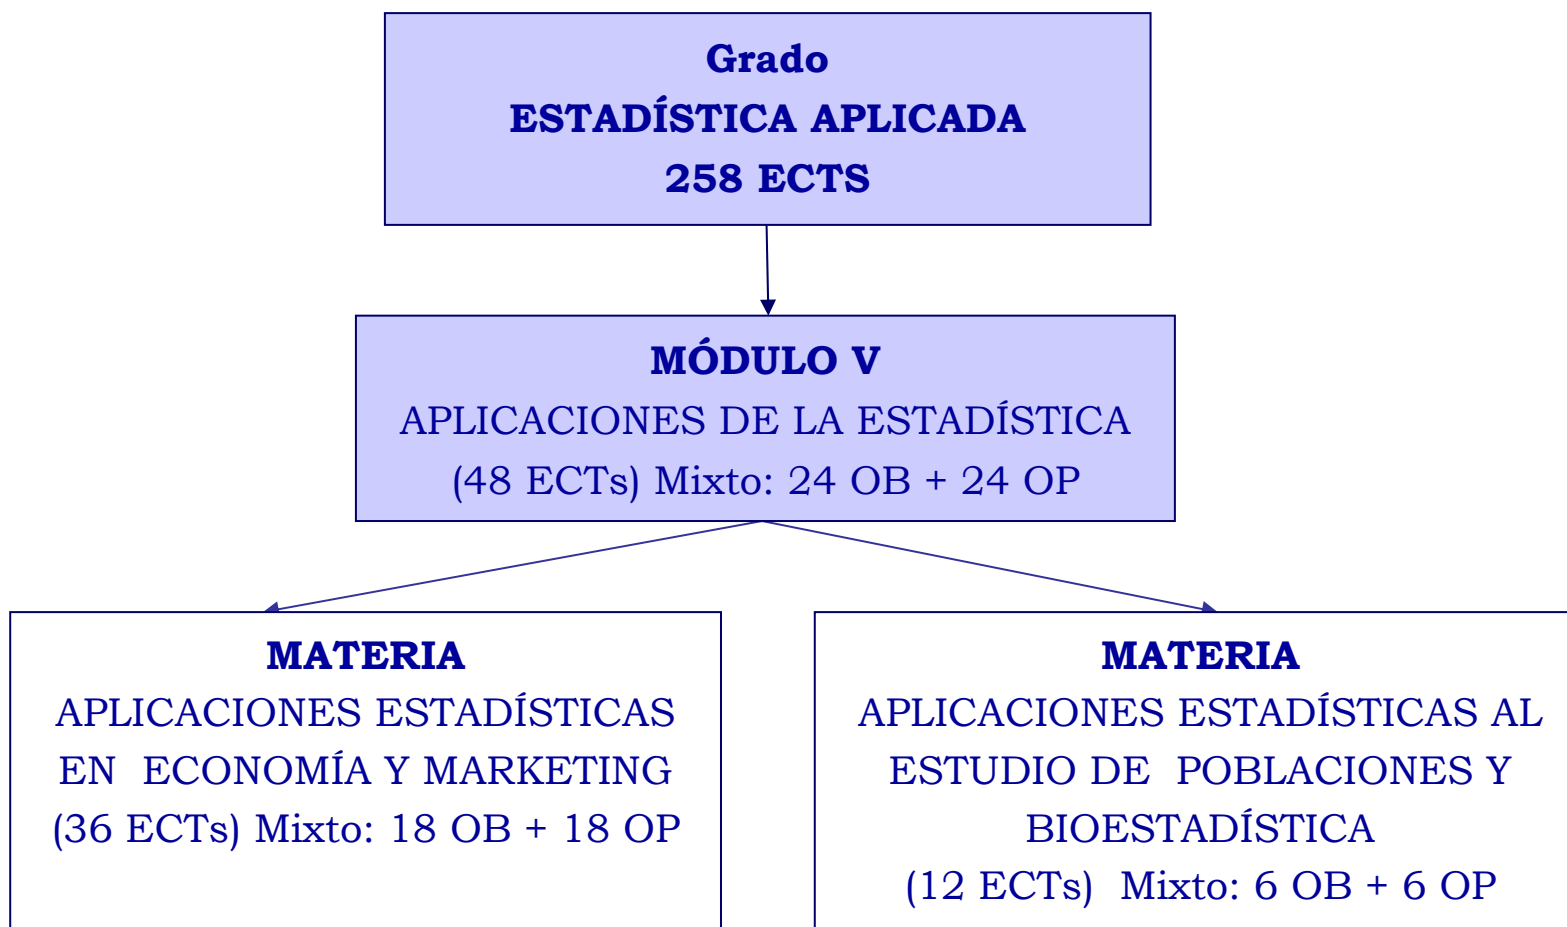 Grado
ESTADÍSTICA APLICADA
258 ECTS
MÓDULO V
APLICACIONES DE LA ESTADÍSTICA
(48 ECTs) Mixto: 24 OB + 24 OP
MATERIA
APLICACIONES ESTADÍSTICAS
EN ECONOMÍA Y MARKETING
(36 ECTs) Mixto: 18 OB + 18 OP
MATERIA
APLICACIONES ESTADÍSTICAS AL
ESTUDIO DE POBLACIONES Y
BIOESTADÍSTICA
(12 ECTs) Mixto: 6 OB + 6 OP